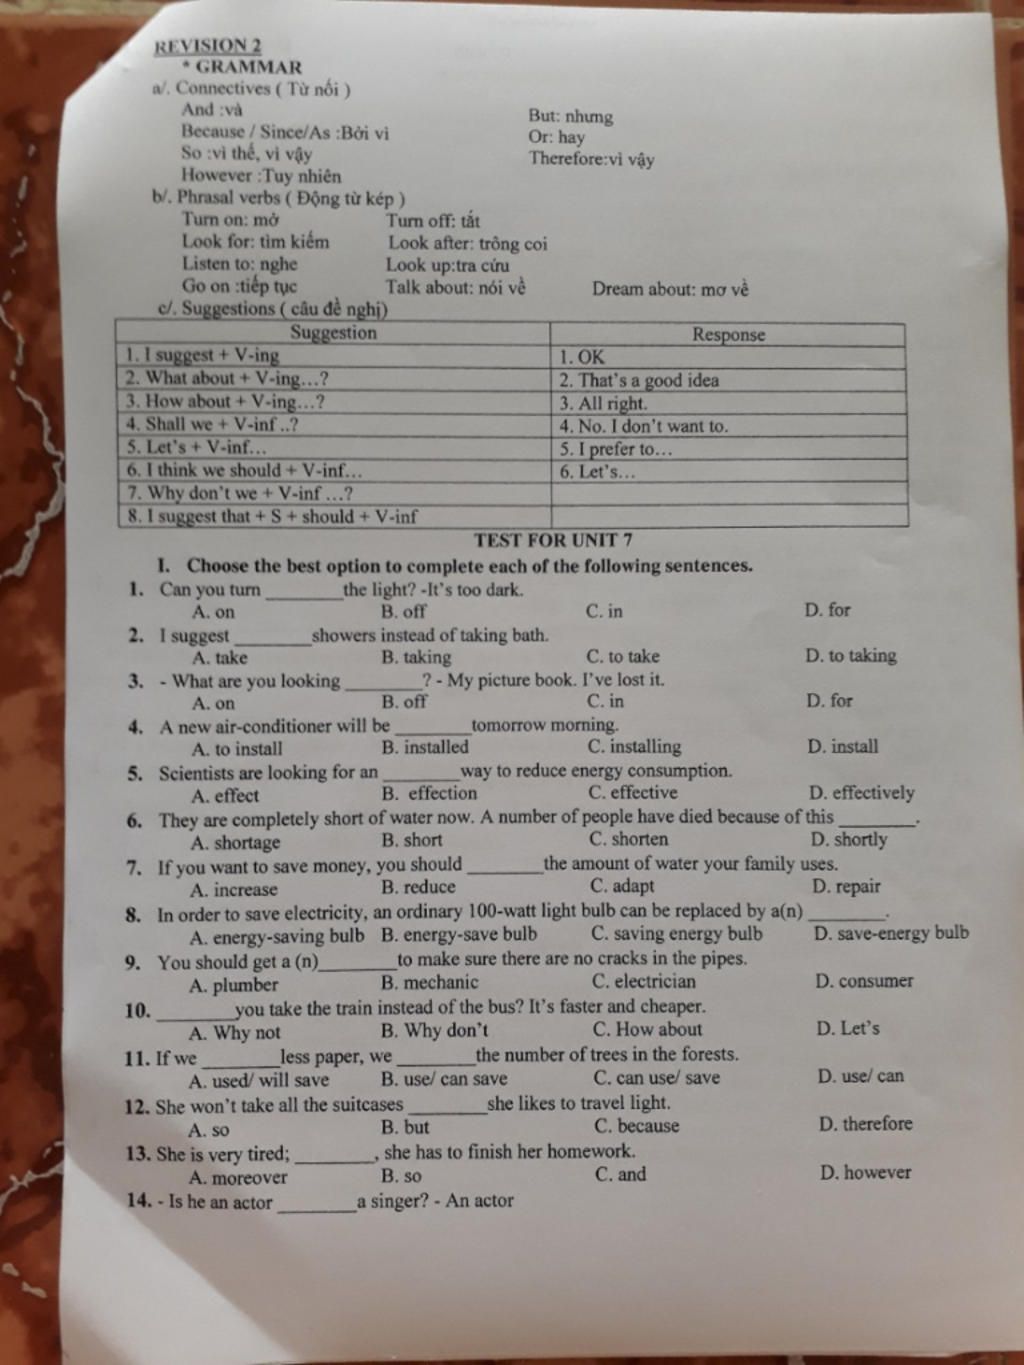 REVISION 2
* GRAMMAR
a/. Connectives ( Từ nối )
And :và
But: nhưng
Because / Since/As :Bởi vì
Or: hay
So :vì thế, vì vậy
Therefore:vì vậy
However :Tuy nhiên
b/. Phrasal verbs ( Động từ kép )
Turn on: mở Turn off: tắt
Look for: tìm kiếm Look after: trông coi
Listen to: nghe Look up:tra cứu
Go on :tiếp tục Talk about: nói về Dream about: mơ về
c/. Suggestions ( câu đề nghị)
Suggestion Response
1. I suggest + V-ing 1. OK
2. What about + V-ing…? 2. That's a good idea
3. How about + V-ing…? 3. All right.
4. Shall we + V-inf ..? 4. No. I don't want to.
5. Let's + V-inf… 5. I prefer to…
6. I think we should + V-inf… 6. Let's…
7. Why don't we + V-inf …?
8. I suggest that + S + should + V-inf
TEST FOR UNIT 7
I. Choose the best option to complete each of the following sentences.
1. Can you turn ________the light? -It's too dark.
A. on B. off C. in D. for
2. I suggest ________showers instead of taking bath.
A. take B. taking C. to take D. to taking
3. - What are you looking ________? - My picture book. I've lost it.
A. on B. off C. in D. for
4. A new air-conditioner will be ________tomorrow morning.
A. to install B. installed C. installing D. install
5. Scientists are looking for an ________way to reduce energy consumption.
A. effect B. effection C. effective D. effectively
6. They are completely short of water now. A number of people have died because of this ________.
A. shortage B. short C. shorten D. shortly
7. If you want to save money, you should ________the amount of water your family uses.
A. increase B. reduce C. adapt D. repair
8. In order to save electricity, an ordinary 100-watt light bulb can be replaced by a(n) ________.
A. energy-saving bulb B. energy-save bulb C. saving energy bulb D. save-energy bulb
9. You should get a (n)________to make sure there are no cracks in the pipes.
A. plumber B. mechanic C. electrician D. consumer
10. ________you take the train instead of the bus? It's faster and cheaper.
A. Why not B. Why don't C. How about D. Let's
11. If we ________less paper, we ________the number of trees in the forests.
A. used/ will save B. use/ can save C. can use/ save D. use/ can
12. She won't take all the suitcases ________she likes to travel light.
A. so B. but C. because D. therefore
13. She is very tired; ________, she has to finish her homework.
A. moreover B. so C. and D. however
14. - Is he an actor ________a singer? - An actor